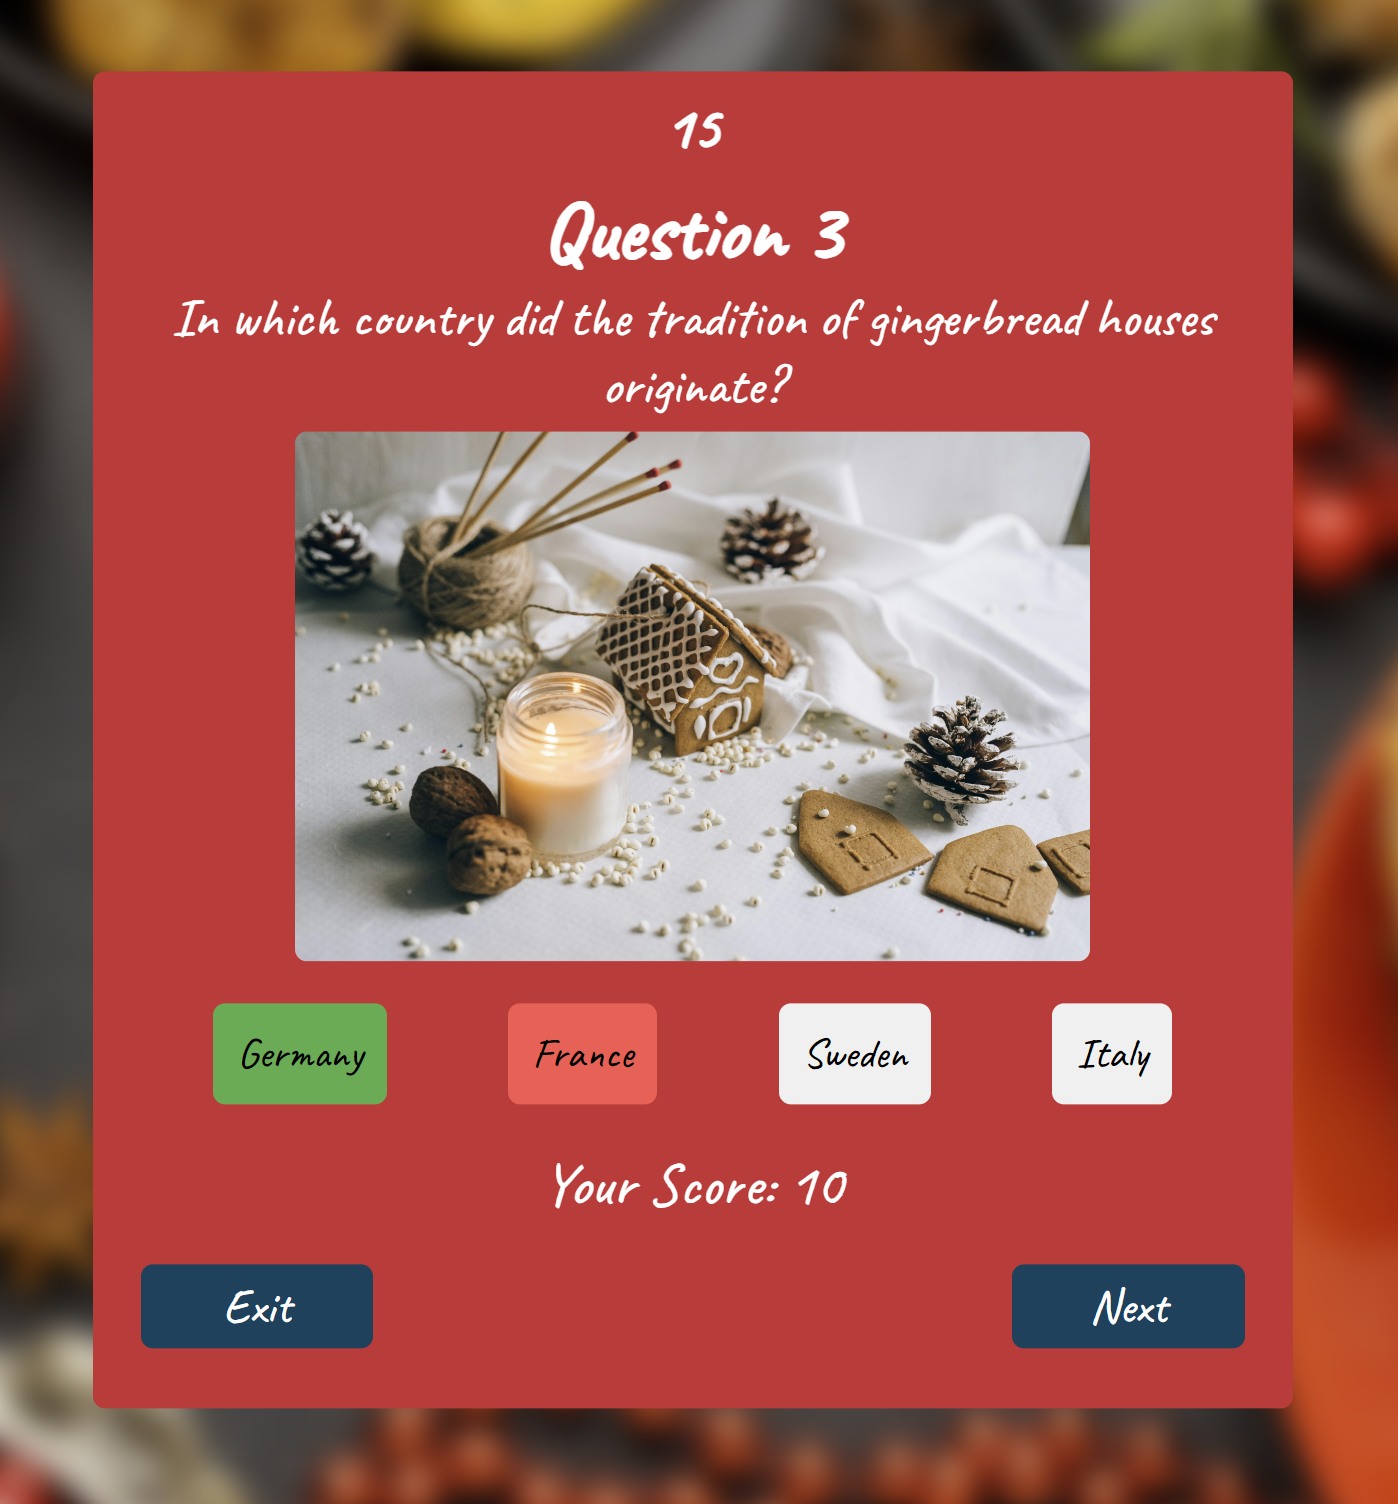 15
Question 3
In which country did the tradition of gingerbread houses
originate?
Germany
France
Sweden
Italy
Your Score: 10
Exit
Next